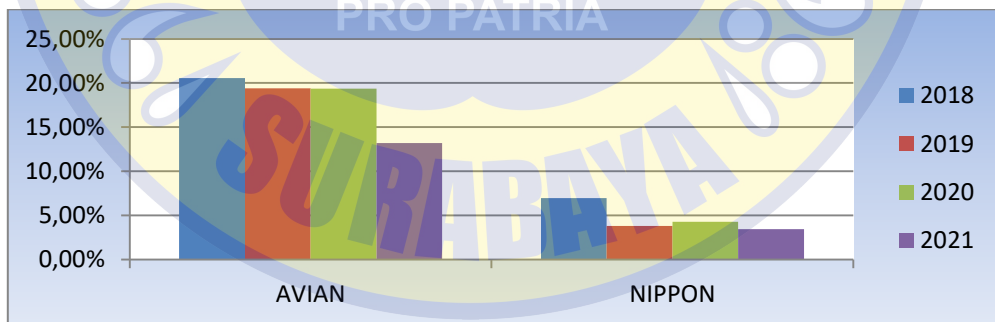 PRO PATRIA
25,00%
20,00%
15,00%
10,00%
5,00%
0,00%
SURABAYA
AVIAN
NIPPON
2018
2019
2020
2021